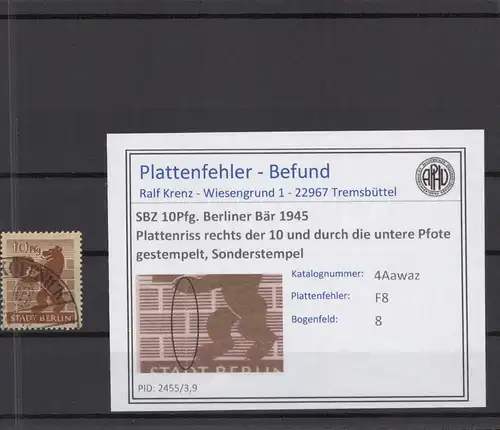 Plattenfehler - Befund
Ralf Krenz - Wiesengrund 1 - 22967 Tremsbüttel
SBZ 10Pfg. Berliner Bär 1945
Plattenriss rechts der 10 und durch die untere Pfote
gestempelt, Sonderstempel
Katalognummer: 4Aawaz
Plattenfehler: F8
Bogenfeld: 8
STADT BERLIN
PID: 2455/3,9
10 Pfg
STADT BERLIN